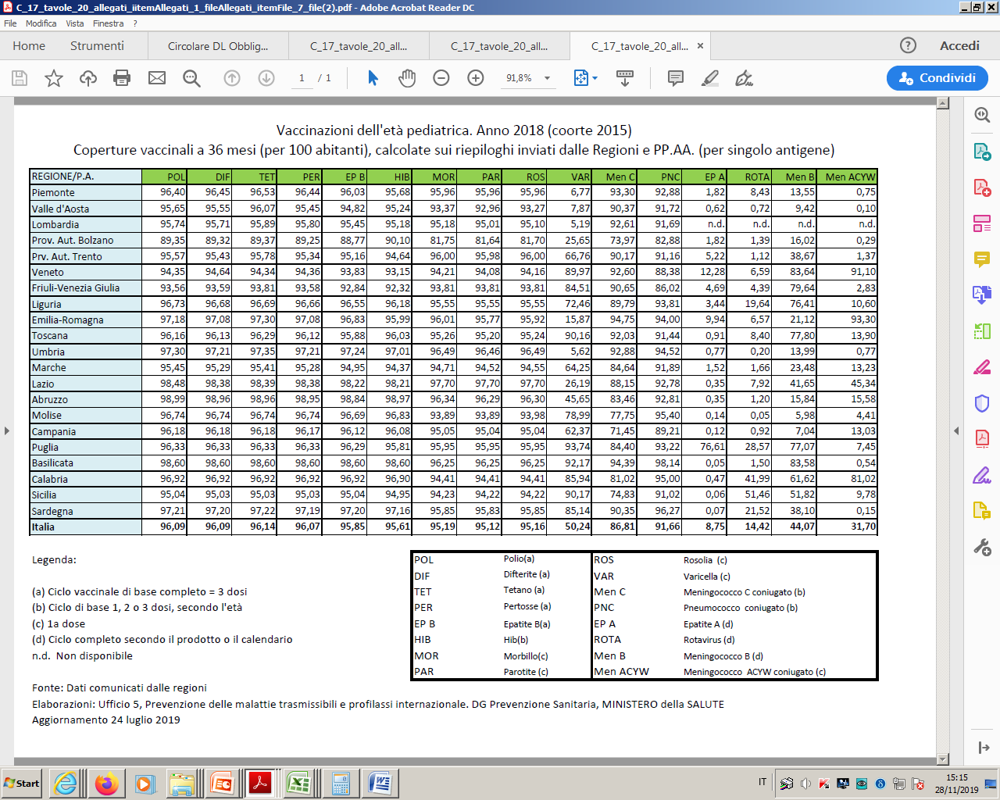 C_17_tavole_20_allegati_iitemAllegati_1_fileAllegati_itemFile_7_file(2).pdf - Adobe Acrobat Reader DC
File Modifica Vista Finestra ?
Home Strumenti Circolare DL Obblig... C_17_tavole_20_all... C_17_tavole_20_all... C_17_tavole_20_all... × ? Accedi
1 / 1 91,8% Condividi
Vaccinazioni dell'età pediatrica. Anno 2018 (coorte 2015)
Coperture vaccinali a 36 mesi (per 100 abitanti), calcolate sui riepiloghi inviati dalle Regioni e PP.AA. (per singolo antigene)
REGIONE/P.A. POL DIF TET PER EP B HIB MOR PAR ROS VAR Men C PNC EP A ROTA Men B Men ACYW
Piemonte 96,40 96,45 96,53 96,44 96,03 95,68 95,96 95,96 95,96 6,77 93,30 92,88 1,82 8,43 13,55 0,75
Valle d'Aosta 95,65 95,55 96,07 95,45 94,82 95,24 93,37 92,96 93,27 7,87 90,37 91,72 0,62 0,72 9,42 0,10
Lombardia 95,74 95,71 95,89 95,80 95,45 95,18 95,18 95,01 95,10 5,19 92,61 91,69 n.d. n.d. n.d. n.d.
Prov. Aut. Bolzano 89,35 89,32 89,37 89,25 88,77 90,10 81,75 81,64 81,70 25,65 73,97 82,88 1,82 1,39 16,02 0,29
Prv. Aut. Trento 95,57 95,43 95,78 95,34 95,16 94,64 96,00 95,98 96,00 66,76 90,17 91,16 5,22 1,12 38,67 1,37
Veneto 94,35 94,64 94,34 94,36 93,83 93,15 94,21 94,08 94,16 89,97 92,60 88,38 12,28 6,59 83,64 91,10
Friuli-Venezia Giulia 93,56 93,59 93,81 93,58 92,84 92,32 93,81 93,81 93,81 84,51 90,65 86,02 4,69 4,39 79,64 2,83
Liguria 96,73 96,68 96,69 96,66 96,55 96,18 95,55 95,55 95,55 72,46 89,79 93,81 3,44 19,64 76,41 10,60
Emilia-Romagna 97,18 97,08 97,30 97,08 96,83 95,99 96,01 95,77 95,92 15,87 94,75 94,00 9,94 6,57 21,12 93,30
Toscana 96,16 96,13 96,29 96,12 95,88 96,03 95,26 95,20 95,24 90,16 92,03 91,44 0,91 8,40 77,80 13,90
Umbria 97,30 97,21 97,35 97,21 97,24 97,01 96,49 96,46 96,49 5,62 92,88 94,52 0,77 0,20 13,99 0,77
Marche 95,45 95,29 95,41 95,28 94,95 94,37 94,71 94,52 94,55 64,25 84,64 91,89 1,52 1,66 23,48 13,23
Lazio 98,48 98,38 98,39 98,38 98,22 98,21 97,70 97,70 97,70 26,19 88,15 92,78 0,35 7,92 41,65 45,34
Abruzzo 98,99 98,96 98,96 98,95 98,84 98,97 96,34 96,29 96,30 45,65 83,46 92,81 0,35 1,20 15,84 15,58
Molise 96,74 96,74 96,74 96,74 96,69 96,83 93,89 93,89 93,98 78,99 77,75 95,40 0,14 0,05 5,98 4,41
Campania 96,18 96,18 96,18 96,17 96,12 96,08 95,05 95,04 95,04 62,37 71,45 89,21 0,12 0,92 7,04 13,03
Puglia 96,33 96,33 96,33 96,33 96,29 95,81 95,95 95,95 95,95 93,74 84,40 93,22 76,61 28,57 77,07 7,45
Basilicata 98,60 98,60 98,60 98,60 98,60 98,60 96,25 96,25 96,25 92,17 94,39 98,14 0,05 1,50 83,58 0,54
Calabria 96,92 96,92 96,92 96,92 96,92 96,90 94,41 94,41 94,41 85,94 81,02 95,00 0,47 41,99 61,62 81,02
Sicilia 95,04 95,03 95,03 95,03 95,04 94,95 94,23 94,22 94,22 90,17 74,83 91,02 0,06 51,46 51,82 9,78
Sardegna 97,21 97,20 97,22 97,19 97,20 97,16 95,85 95,83 95,85 85,14 90,35 96,27 0,07 21,52 38,10 0,15
Italia 96,09 96,09 96,14 96,07 95,85 95,61 95,19 95,12 95,16 50,24 86,81 91,66 8,75 14,42 44,07 31,70
Legenda:
(a) Ciclo vaccinale di base completo = 3 dosi
(b) Ciclo di base 1, 2 o 3 dosi, secondo l'età
(c) 1a dose
(d) Ciclo completo secondo il prodotto o il calendario
n.d. Non disponibile
POL Polio(a) ROS Rosolia (c)
DIF Difterite (a) VAR Varicella (c)
TET Tetano (a) Men C Meningococco C coniugato (b)
PER Pertosse (a) PNC Pneumococco coniugato (b)
EP B Epatite B(a) EP A Epatite A (d)
HIB Hib(b) ROTA Rotavirus (d)
MOR Morbillo(c) Men B Meningococco B (d)
PAR Parotite (c) Men ACYW Meningococco ACYW coniugato (c)
Fonte: Dati comunicati dalle regioni
Elaborazioni: Ufficio 5, Prevenzione delle malattie trasmissibili e profilassi internazionale. DG Prevenzione Sanitaria, MINISTERO della SALUTE
Aggiornamento 24 luglio 2019
Start IT 15:15
28/11/2019